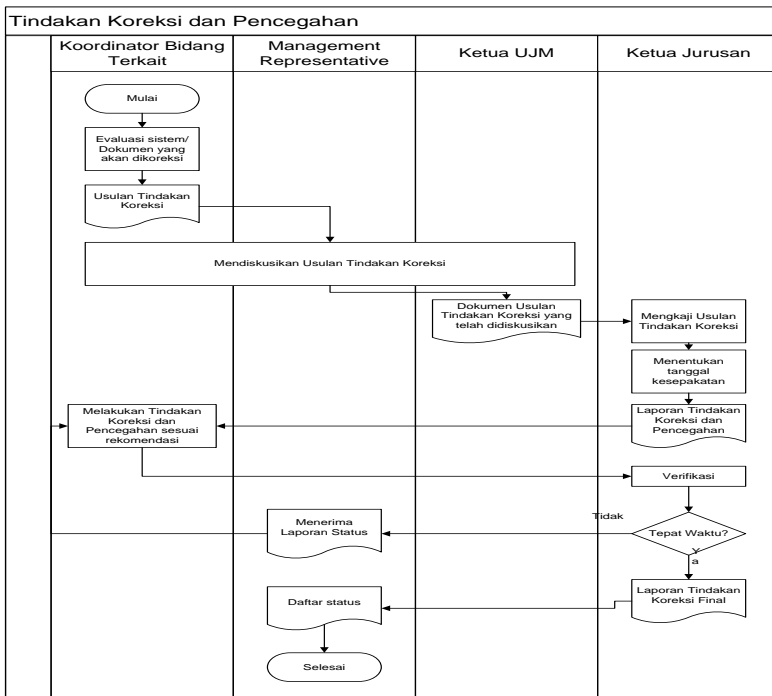 Tindakan Koreksi dan Pencegahan
Koordinator Bidang
Terkait
Management
Representative
Ketua UJM
Ketua Jurusan
Mulai
Evaluasi sistem/
Dokumen yang
akan dikoreksi
Usulan Tindakan
Koreksi
Mendiskusikan Usulan Tindakan Koreksi
Dokumen Usulan
Tindakan Koreksi yang
telah didiskusikan
Mengkaji Usulan
Tindakan Koreksi
Menentukan
tanggal
kesepakatan
Laporan Tindakan
Koreksi dan
Pencegahan
Melakukan Tindakan
Koreksi dan
Pencegahan sesuai
rekomendasi
Verifikasi
Tepat Waktu?
Tidak
Menerima
Laporan Status
Y
a
Laporan Tindakan
Koreksi Final
Daftar status
Selesai